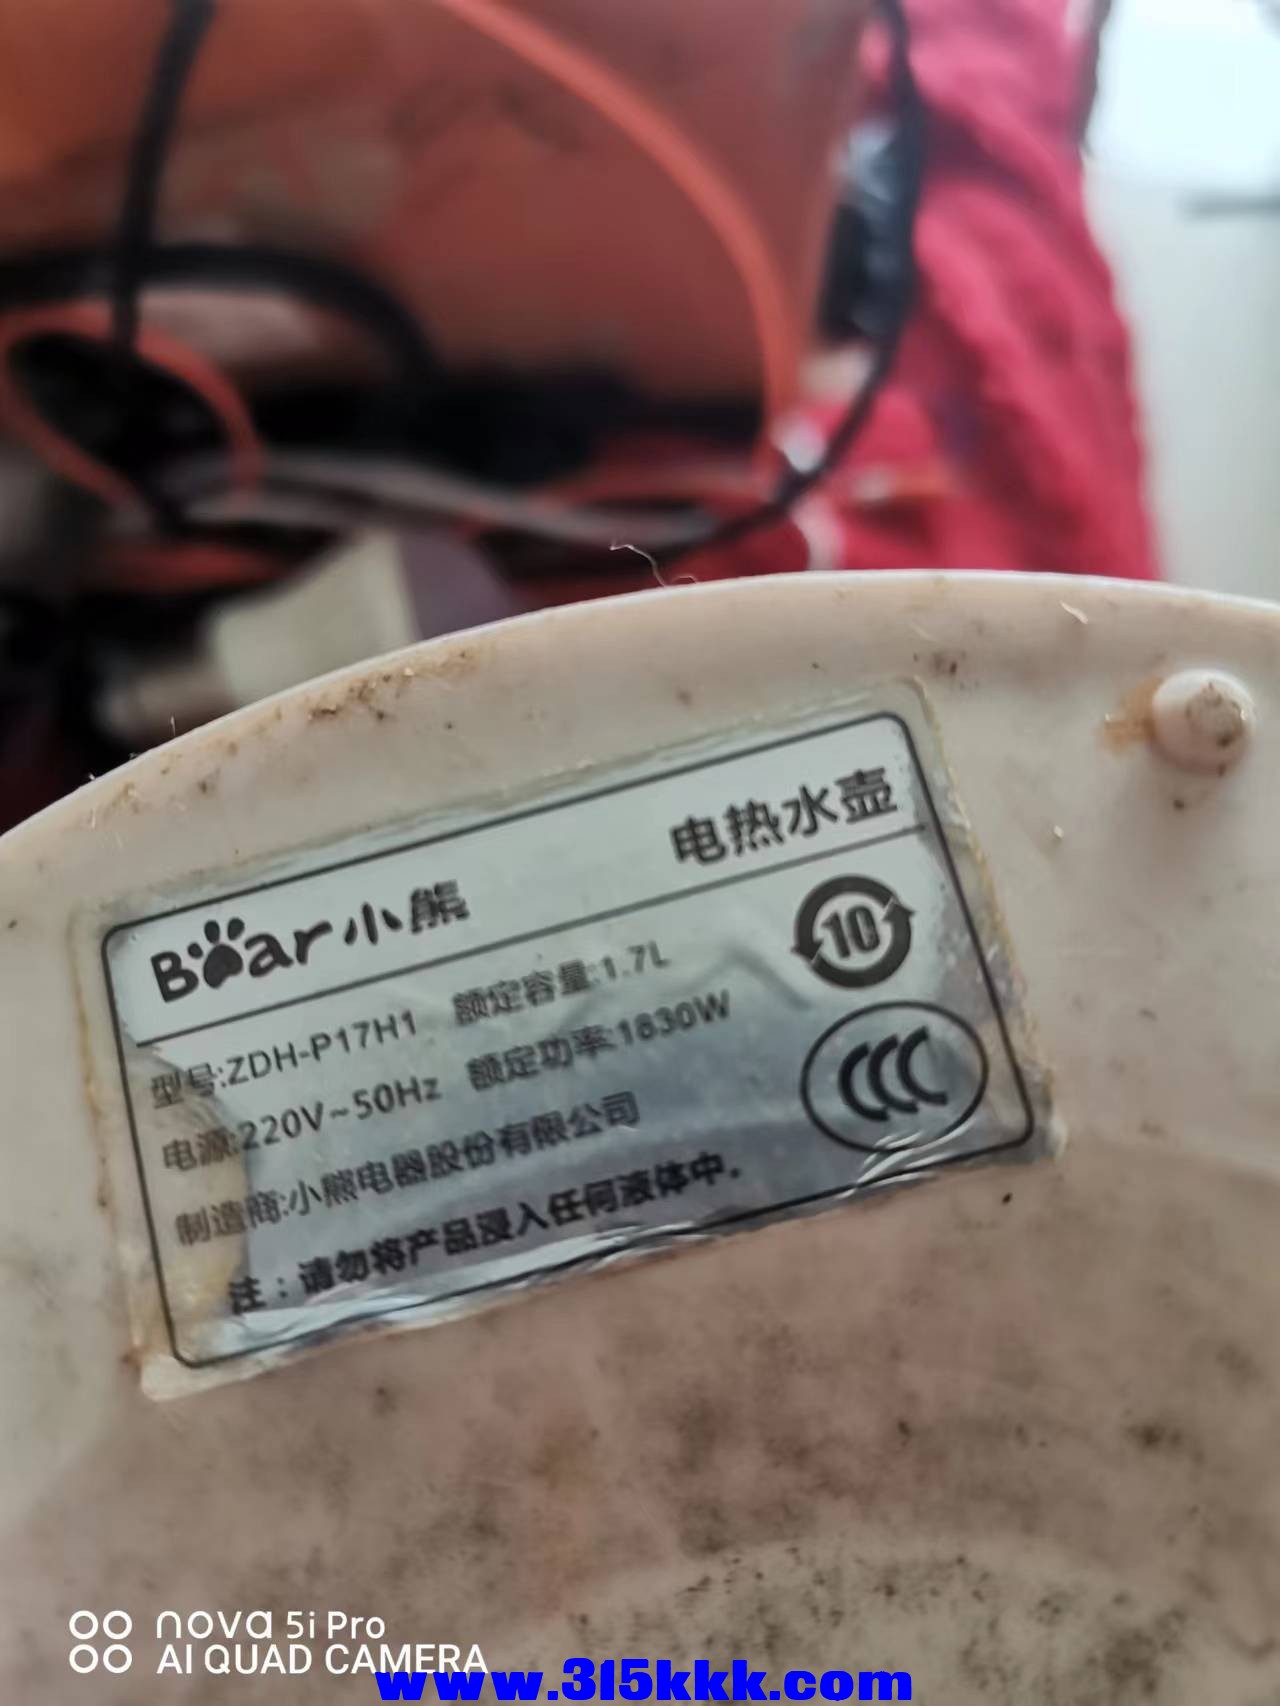 电热水壶
Bear小熊
型号:ZDH-P17H1 额定容量:1.7L
电源:220V~50Hz 额定功率:1830W
制造商:小熊电器股份有限公司
注:请勿将产品浸入任何液体中.
10
CCC
nova 5i Pro
AI QUAD CAMERA
www.315kkk.com